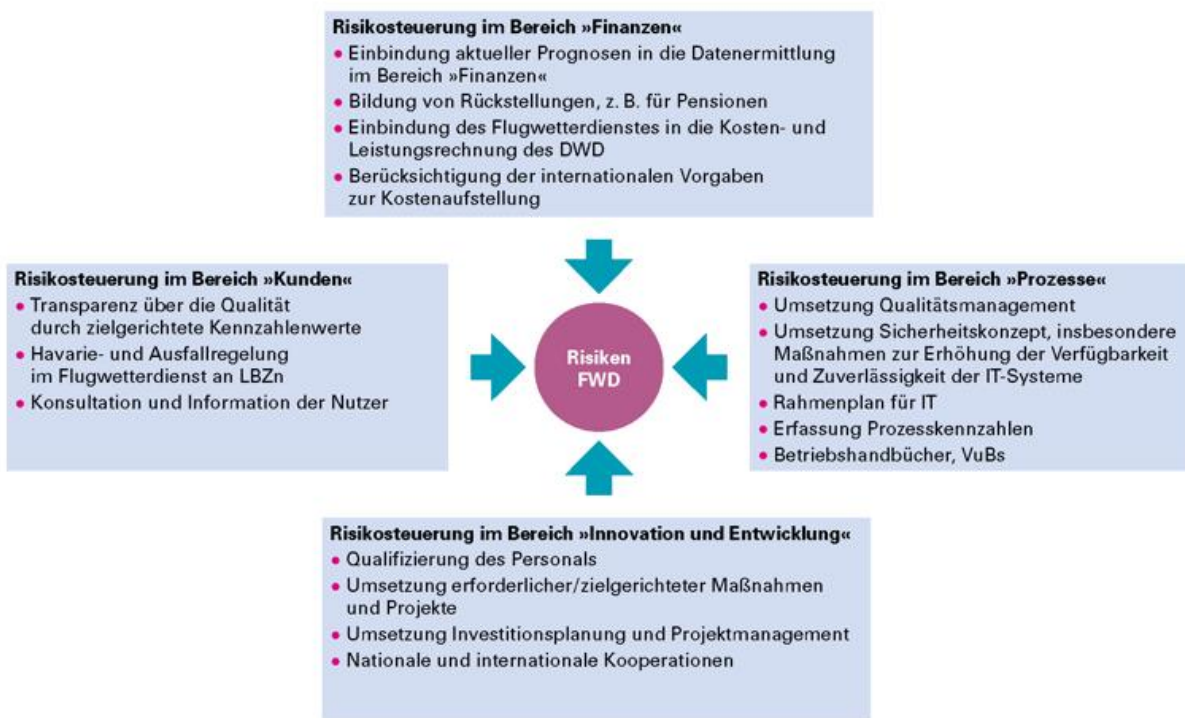 Risikosteuerung im Bereich »Finanzen«
• Einbindung aktueller Prognosen in die Datenermittlung
im Bereich »Finanzen«
• Bildung von Rückstellungen, z. B. für Pensionen
• Einbindung des Flugwetterdienstes in die Kosten- und
Leistungsrechnung des DWD
• Berücksichtigung der internationalen Vorgaben
zur Kostenaufstellung
Risikosteuerung im Bereich »Kunden«
• Transparenz über die Qualität
durch zielgerichtete Kennzahlenwerte
• Havarie- und Ausfallregelung
im Flugwetterdienst an LBZn
• Konsultation und Information der Nutzer
Risiken
FWD
Risikosteuerung im Bereich »Prozesse«
• Umsetzung Qualitätsmanagement
• Umsetzung Sicherheitskonzept, insbesondere
Maßnahmen zur Erhöhung der Verfügbarkeit
und Zuverlässigkeit der IT-Systeme
• Rahmenplan für IT
• Erfassung Prozesskennzahlen
• Betriebshandbücher, VuBs
Risikosteuerung im Bereich »Innovation und Entwicklung«
• Qualifizierung des Personals
• Umsetzung erforderlicher/zielgerichteter Maßnahmen
und Projekte
• Umsetzung Investitionsplanung und Projektmanagement
• Nationale und internationale Kooperationen